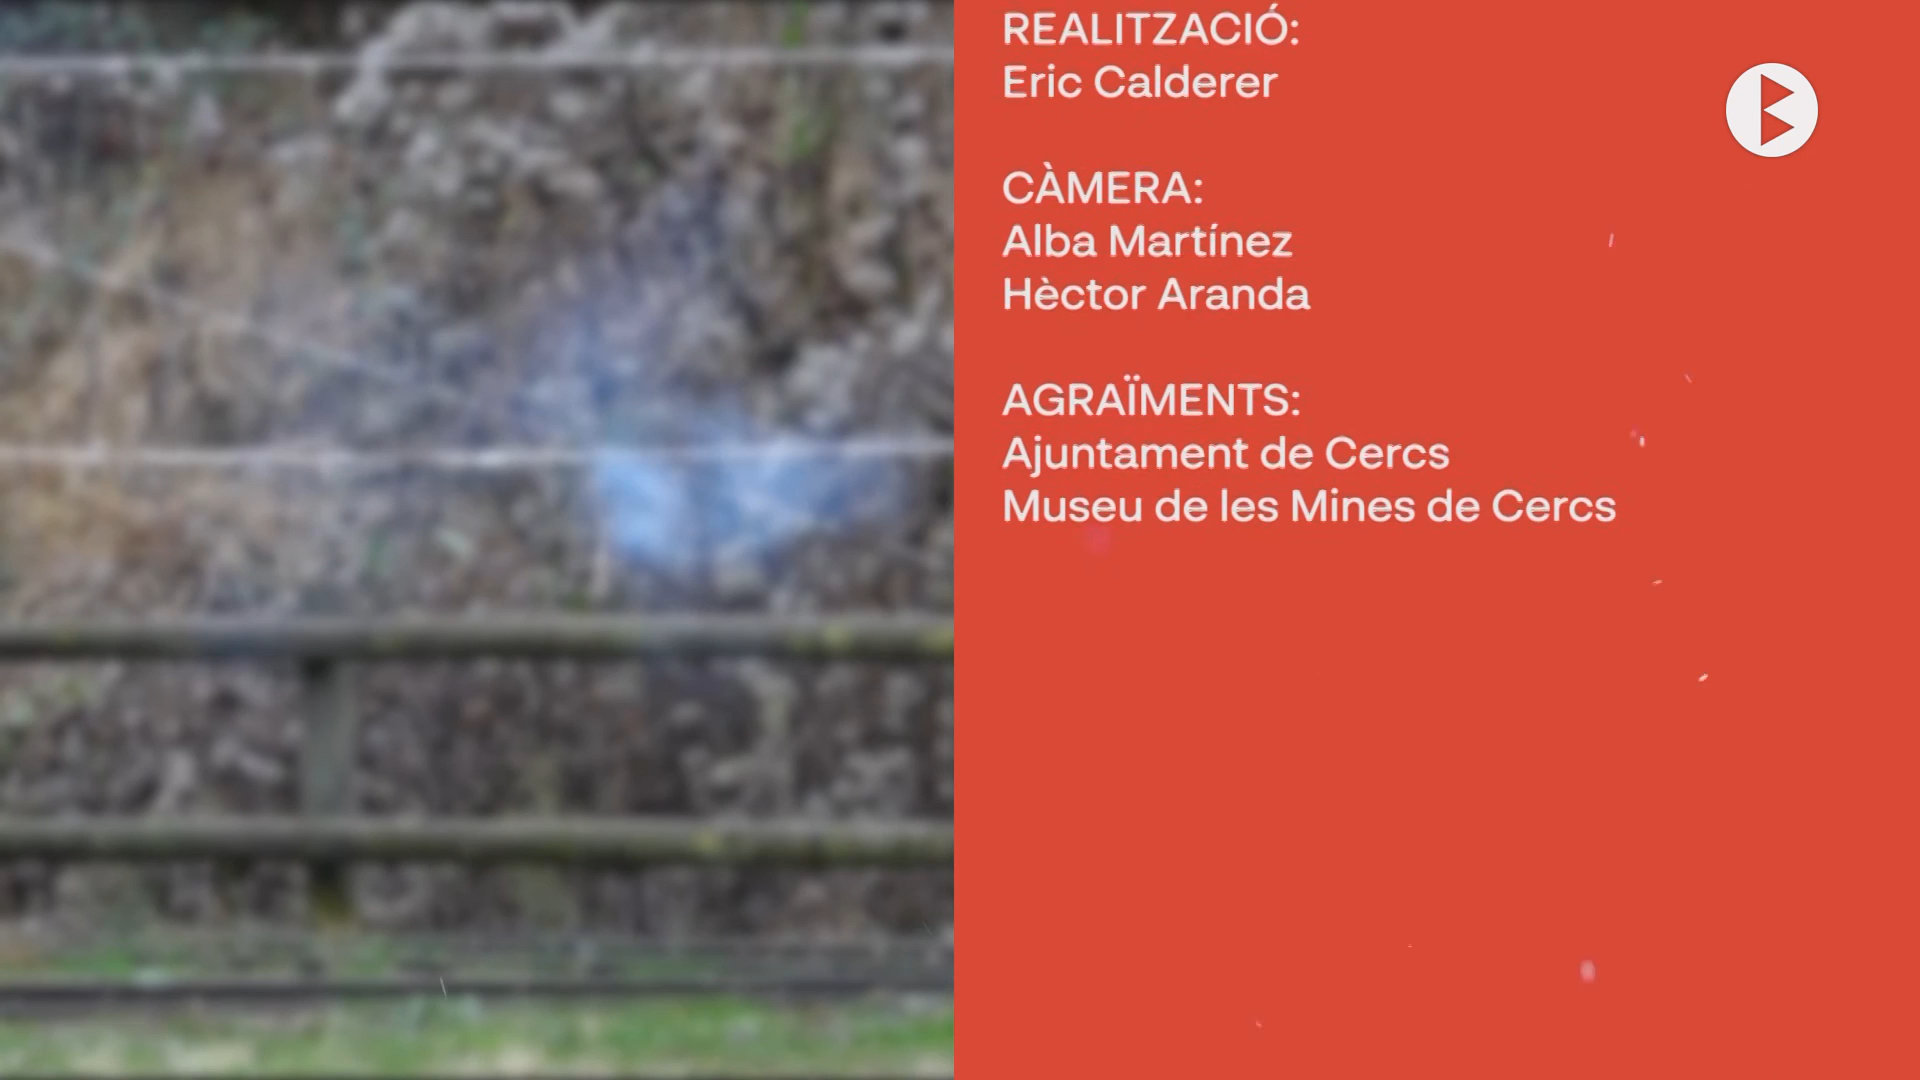 REALITZACIÓ:
Eric Calderer
CÀMERA:
Alba Martínez
Hèctor Aranda
AGRAÏMENTS:
Ajuntament de Cercs
Museu de les Mines de Cercs